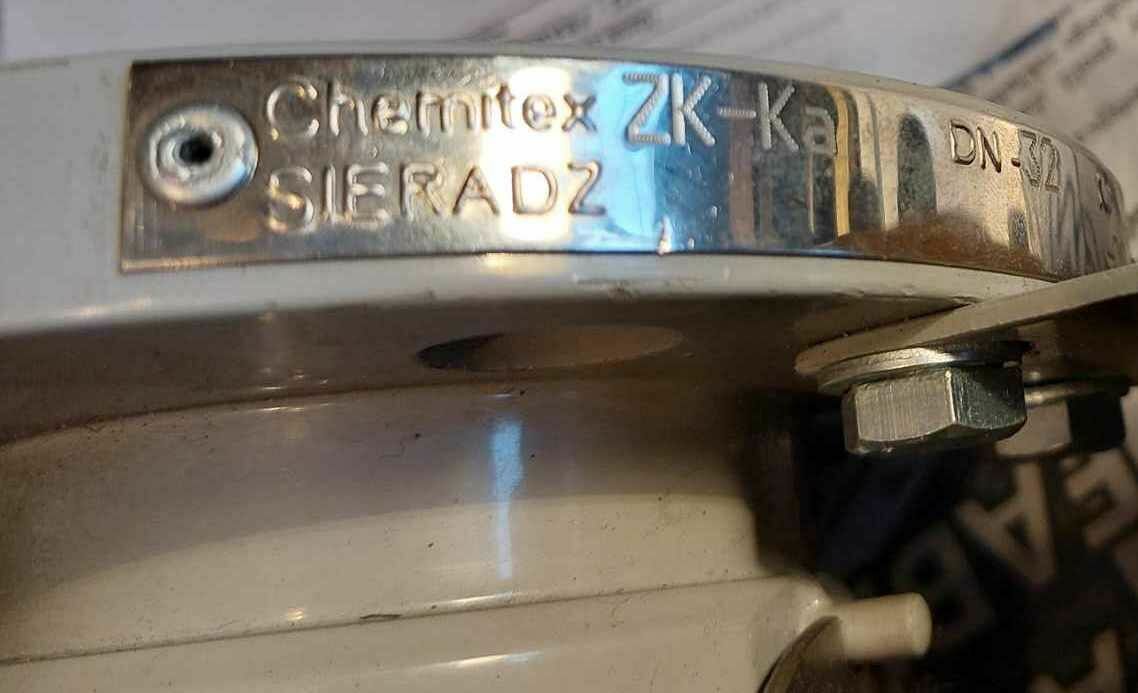 Chemitex ZK-Ka DN-32
SIERADZ